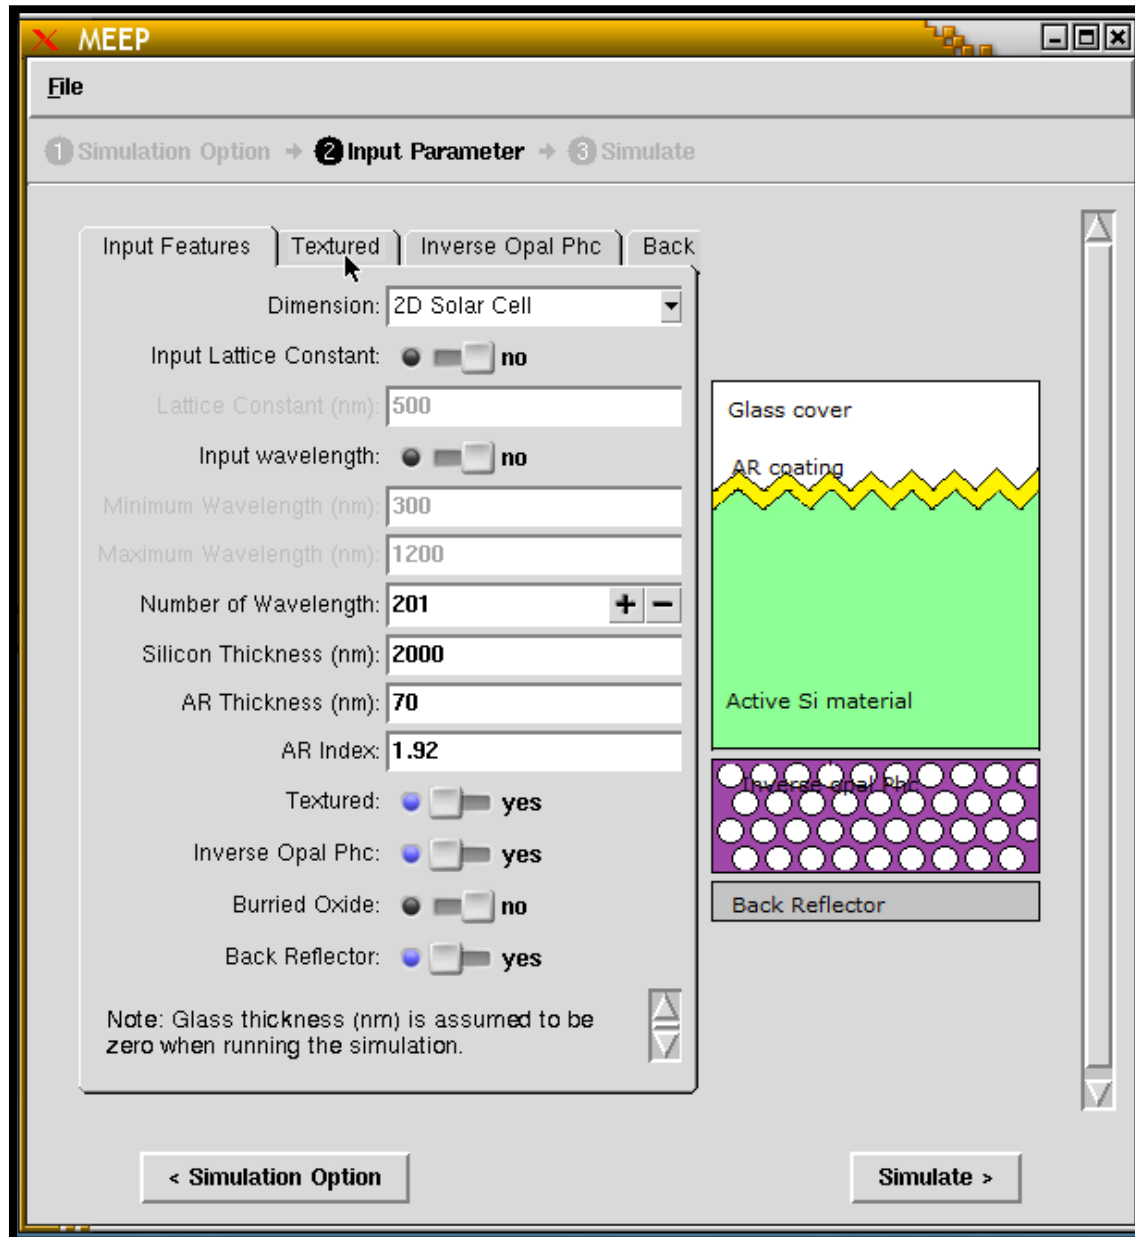 MEEP
File
1 Simulation Option → 2 Input Parameter → 3 Simulate
Input Features Textured Inverse Opal Phc Back
Dimension: 2D Solar Cell
Input Lattice Constant: no
Lattice Constant (nm): 500
Input wavelength: no
Minimum Wavelength (nm): 300
Maximum Wavelength (nm): 1200
Number of Wavelength: 201 + −
Silicon Thickness (nm): 2000
AR Thickness (nm): 70
AR Index: 1.92
Textured: yes
Inverse Opal Phc: yes
Burried Oxide: no
Back Reflector: yes
Note: Glass thickness (nm) is assumed to be
zero when running the simulation.
Glass cover
AR coating
Active Si material
Inverse opal Phc
Back Reflector
< Simulation Option
Simulate >